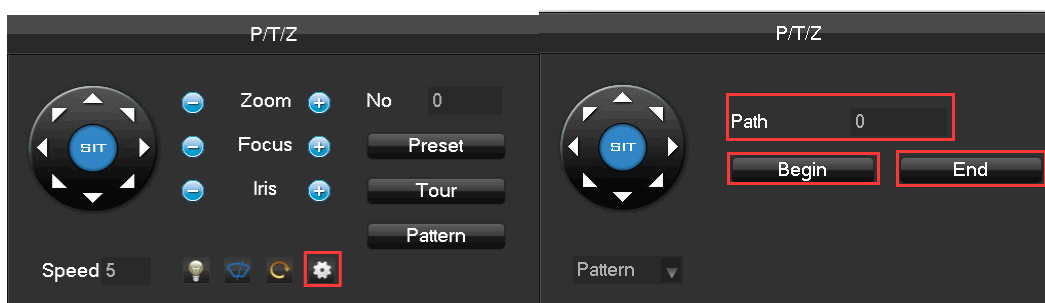 P/T/Z
Zoom No 0
SIT Focus Preset
Iris Tour
Pattern
Speed 5
P/T/Z
Path 0
SIT Begin End
Pattern